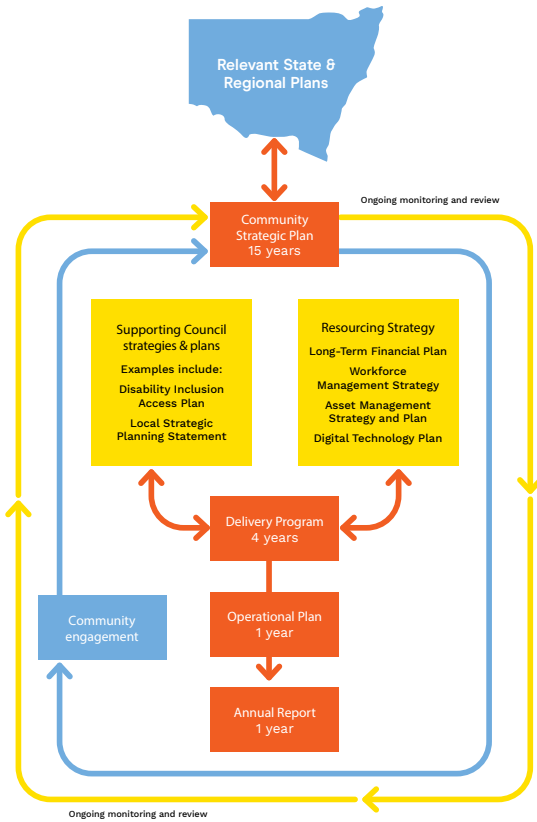 Relevant State &
Regional Plans
Ongoing monitoring and review
Community
Strategic Plan
15 years
Supporting Council
strategies & plans
Examples include:
Disability Inclusion
Access Plan
Local Strategic
Planning Statement
Resourcing Strategy
Long-Term Financial Plan
Workforce
Management Strategy
Asset Management
Strategy and Plan
Digital Technology Plan
Delivery Program
4 years
Community
engagement
Operational Plan
1 year
Annual Report
1 year
Ongoing monitoring and review